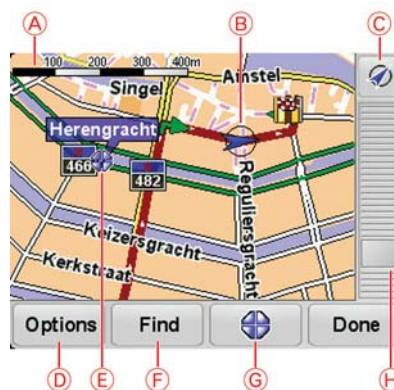 A
B
C
100 200 300 400m
Singel
Amstel
Herengracht
466
482
Reguliersgracht
Keizersgracht
Kerkstraat
Options
Find
Done
D
E
F
G
H